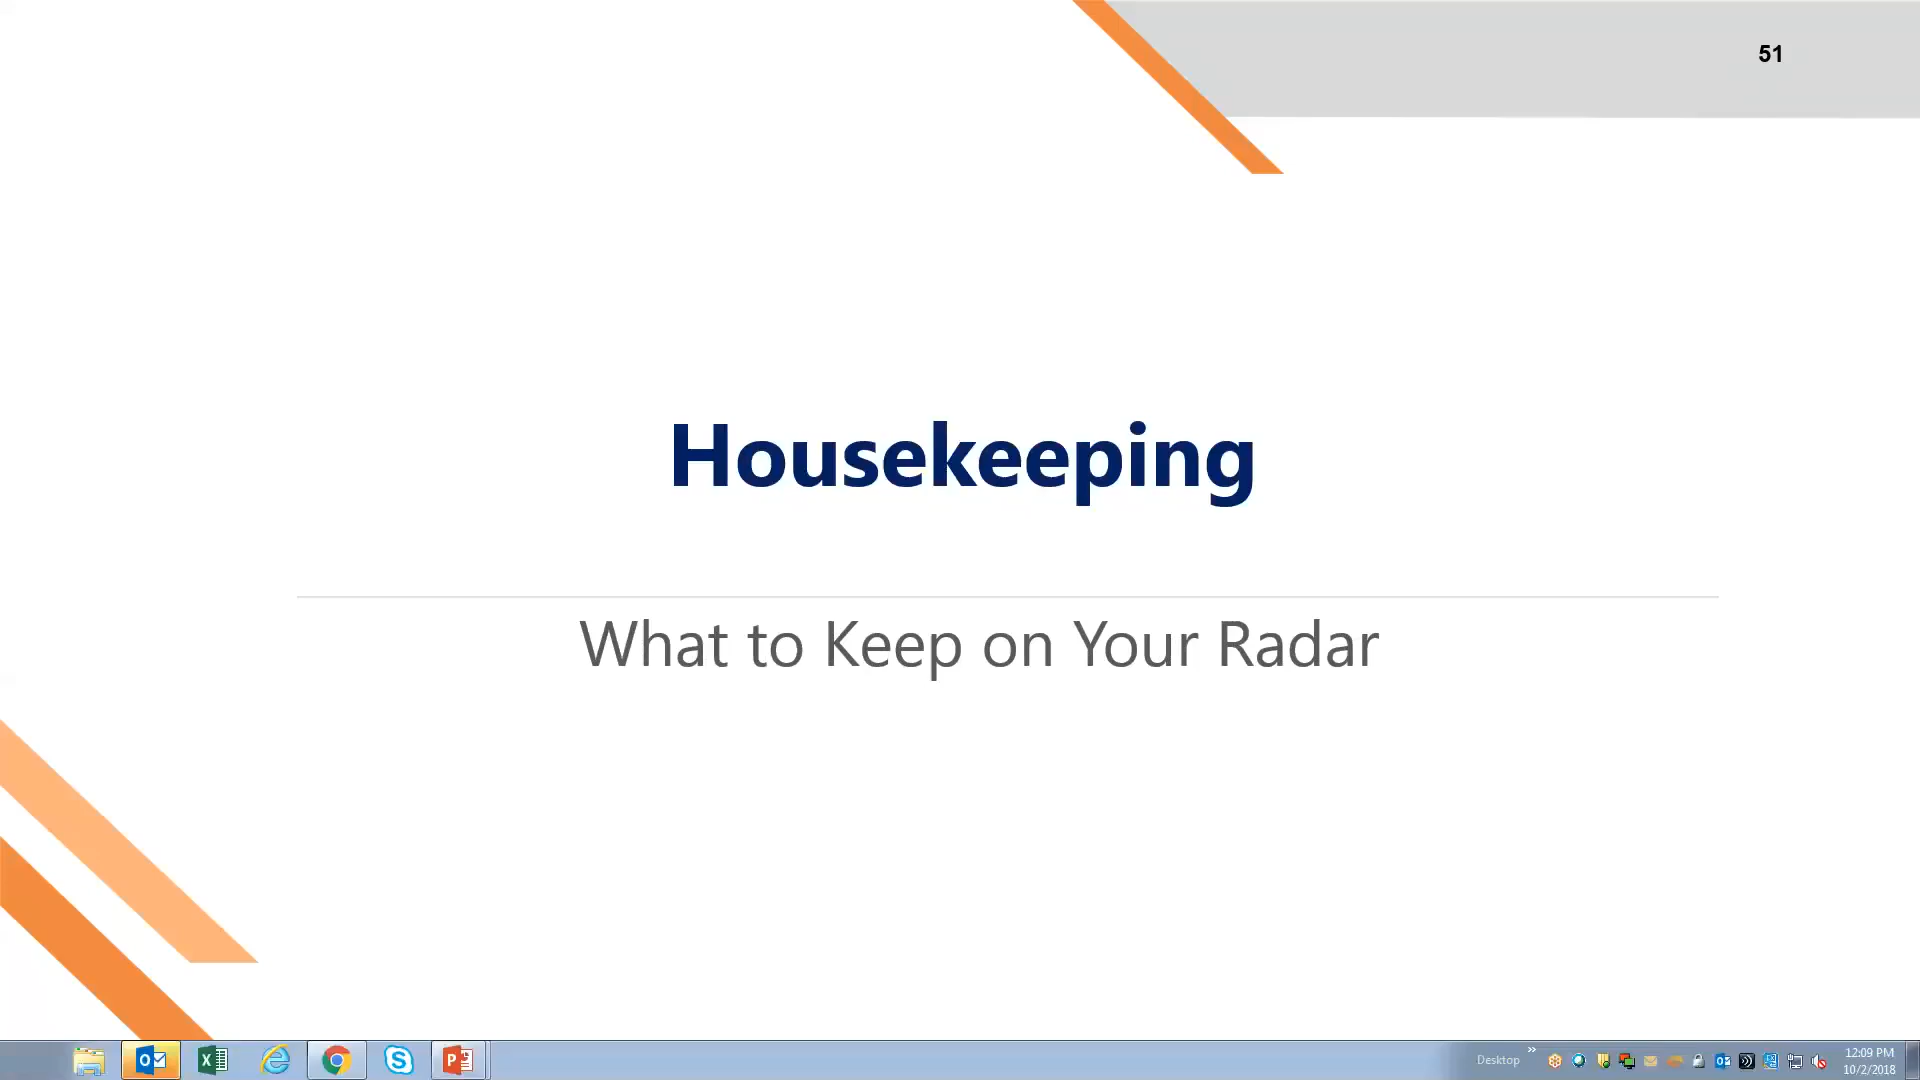 51
Housekeeping
What to Keep on Your Radar
Desktop
12:09 PM
10/2/2018